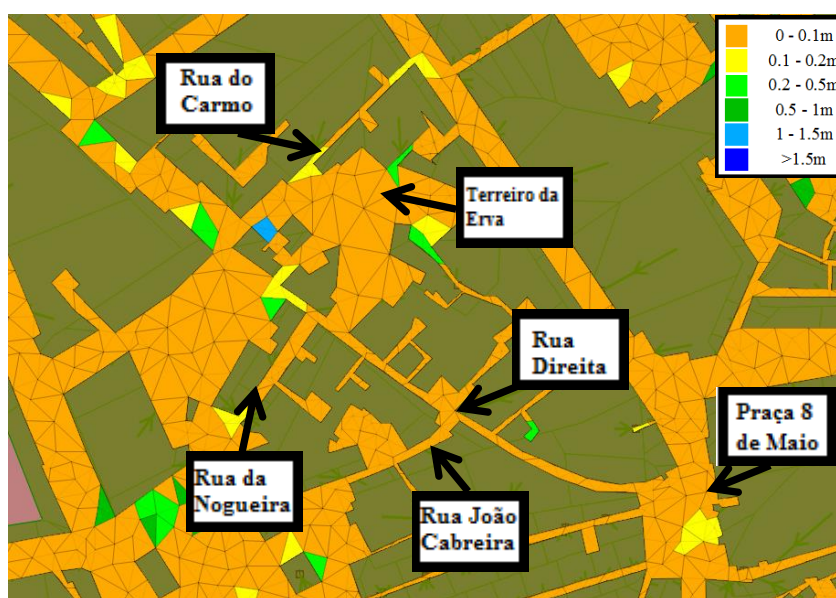 0 - 0.1m
0.1 - 0.2m
0.2 - 0.5m
0.5 - 1m
1 - 1.5m
>1.5m
Rua do
Carmo
Terreiro da
Erva
Rua
Direita
Praça 8
de Maio
Rua da
Nogueira
Rua João
Cabreira